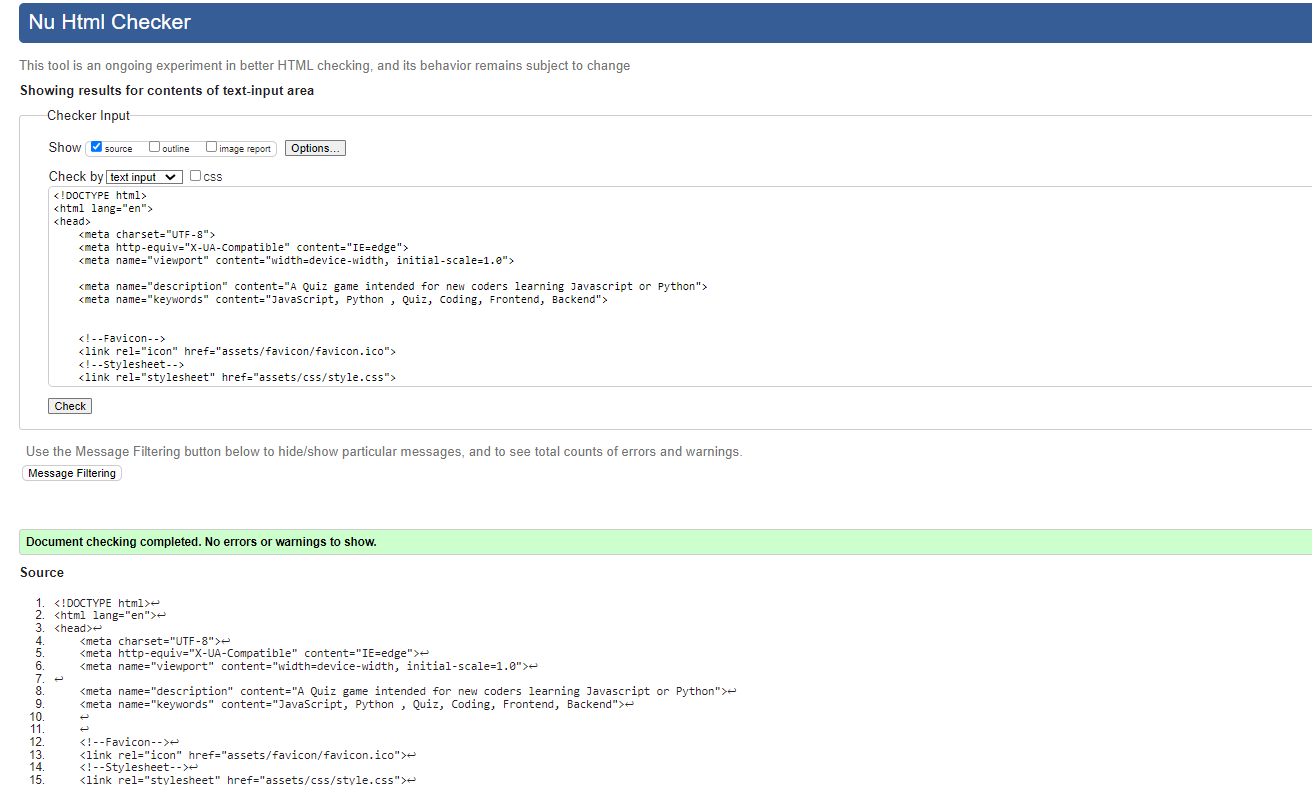 Nu Html Checker
This tool is an ongoing experiment in better HTML checking, and its behavior remains subject to change
Showing results for contents of text-input area
Checker Input
Show source outline image report Options...
Check by text input css
<!DOCTYPE html>
<html lang="en">
<head>
    <meta charset="UTF-8">
    <meta http-equiv="X-UA-Compatible" content="IE=edge">
    <meta name="viewport" content="width=device-width, initial-scale=1.0">
    <meta name="description" content="A Quiz game intended for new coders learning Javascript or Python">
    <meta name="keywords" content="JavaScript, Python , Quiz, Coding, Frontend, Backend">
    <!--Favicon-->
    <link rel="icon" href="assets/favicon/favicon.ico">
    <!--Stylesheet-->
    <link rel="stylesheet" href="assets/css/style.css">
Check
Use the Message Filtering button below to hide/show particular messages, and to see total counts of errors and warnings.
Message Filtering
Document checking completed. No errors or warnings to show.
Source
1. <!DOCTYPE html>↩
2. <html lang="en">↩
3. <head>↩
4.     <meta charset="UTF-8">↩
5.     <meta http-equiv="X-UA-Compatible" content="IE=edge">↩
6.     <meta name="viewport" content="width=device-width, initial-scale=1.0">↩
7. ↩
8.     <meta name="description" content="A Quiz game intended for new coders learning Javascript or Python">↩
9.     <meta name="keywords" content="JavaScript, Python , Quiz, Coding, Frontend, Backend">↩
10.     ↩
11.     ↩
12.     <!--Favicon-->↩
13.     <link rel="icon" href="assets/favicon/favicon.ico">↩
14.     <!--Stylesheet-->↩
15.     <link rel="stylesheet" href="assets/css/style.css">↩